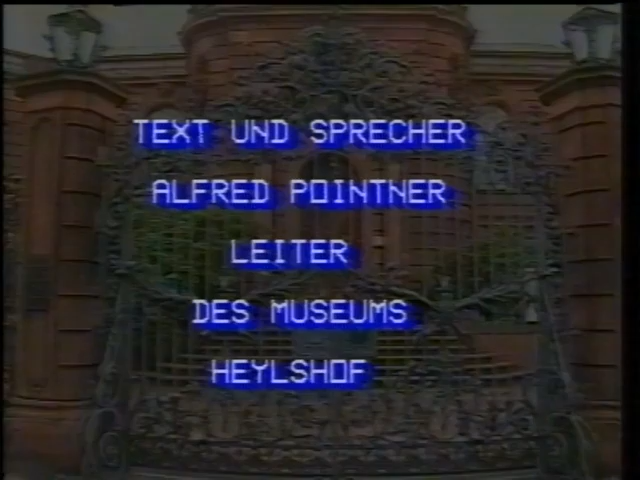 TEXT UND SPRECHER
ALFRED POINTNER
LEITER
DES MUSEUMS
HEYLSHOF